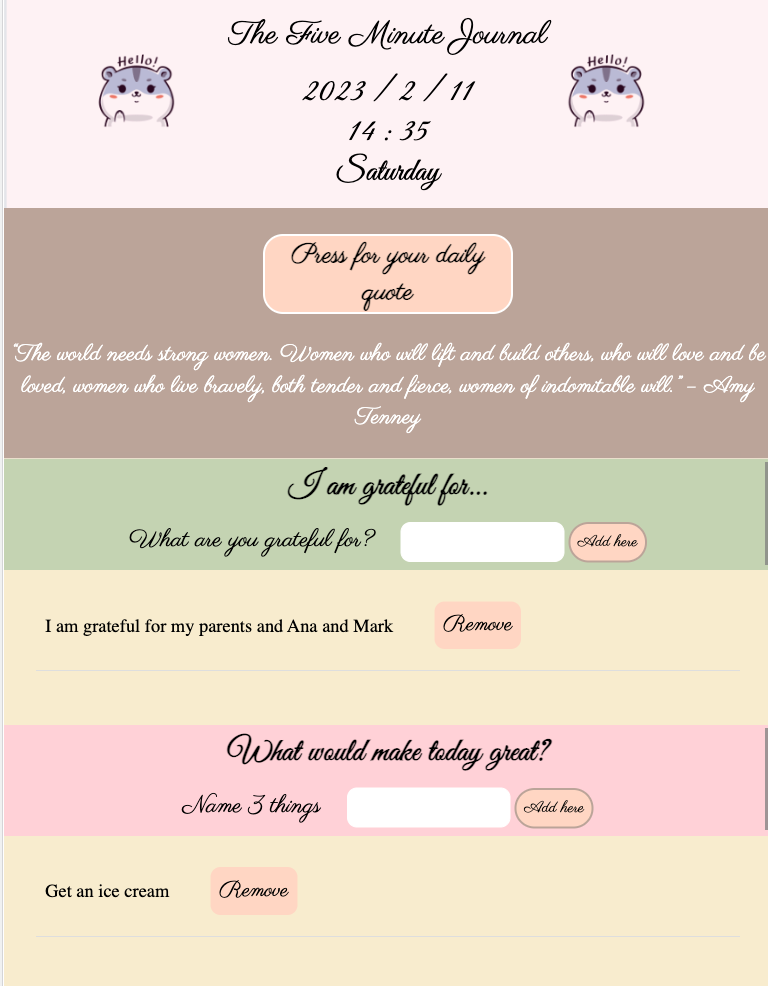 The Five Minute Journal
Hello!
Hello!
2023 / 2 / 11
14 : 35
Saturday
Press for your daily
quote
"The world needs strong women. Women who will lift and build others, who will love and be
loved, women who live bravely, both tender and fierce, women of indomitable will." – Amy
Tenney
I am grateful for...
What are you grateful for?
Add here
I am grateful for my parents and Ana and Mark
Remove
What would make today great?
Name 3 things
Add here
Get an ice cream
Remove